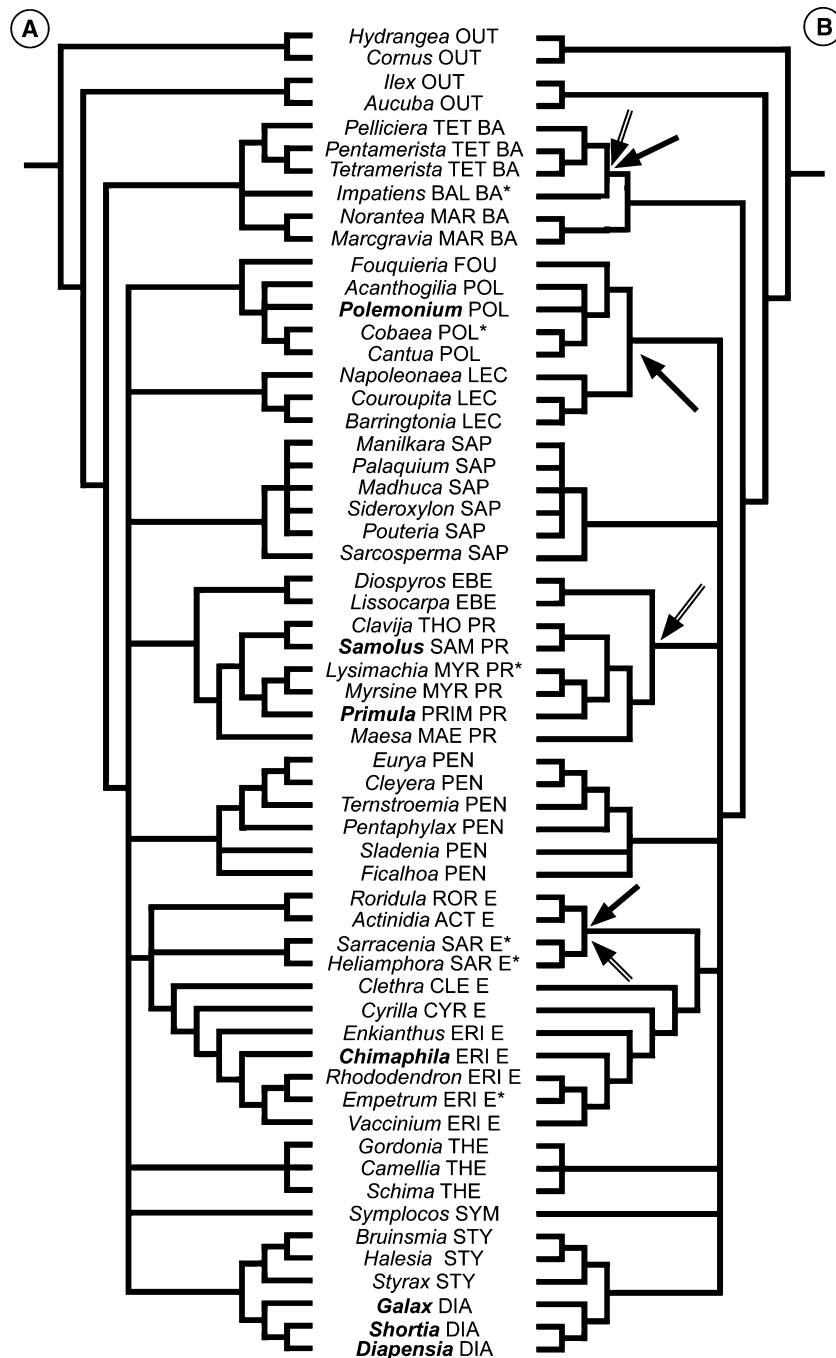 A
B
Hydrangea OUT
Cornus OUT
Ilex OUT
Aucuba OUT
Pelliciera TET BA
Pentamerista TET BA
Tetramerista TET BA
Impatiens BAL BA*
Norantea MAR BA
Marcgravia MAR BA
Fouquieria FOU
Acanthogilia POL
Polemonium POL
Cobaea POL*
Cantua POL
Napoleonaea LEC
Couroupita LEC
Barringtonia LEC
Manilkara SAP
Palaquium SAP
Madhuca SAP
Sideroxylon SAP
Pouteria SAP
Sarcosperma SAP
Diospyros EBE
Lissocarpa EBE
Clavija THO PR
Samolus SAM PR
Lysimachia MYR PR*
Myrsine MYR PR
Primula PRIM PR
Maesa MAE PR
Eurya PEN
Cleyera PEN
Ternstroemia PEN
Pentaphylax PEN
Sladenia PEN
Ficalhoa PEN
Roridula ROR E
Actinidia ACT E
Sarracenia SAR E*
Heliamphora SAR E*
Clethra CLE E
Cyrilla CYR E
Enkianthus ERI E
Chimaphila ERI E
Rhododendron ERI E
Empetrum ERI E*
Vaccinium ERI E
Gordonia THE
Camellia THE
Schima THE
Symplocos SYM
Bruinsmia STY
Halesia STY
Styrax STY
Galax DIA
Shortia DIA
Diapensia DIA